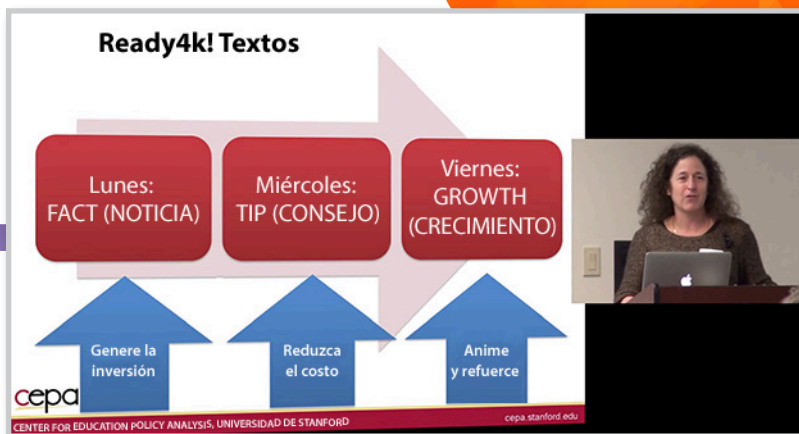 Ready4k! Textos
Lunes:
FACT (NOTICIA)
Miércoles:
TIP (CONSEJO)
Viernes:
GROWTH
(CRECIMIENTO)
Genere la
inversión
Reduzca
el costo
Anime
y refuerce
cepa
CENTER FOR EDUCATION POLICY ANALYSIS, UNIVERSIDAD DE STANFORD
cepa.stanford.edu